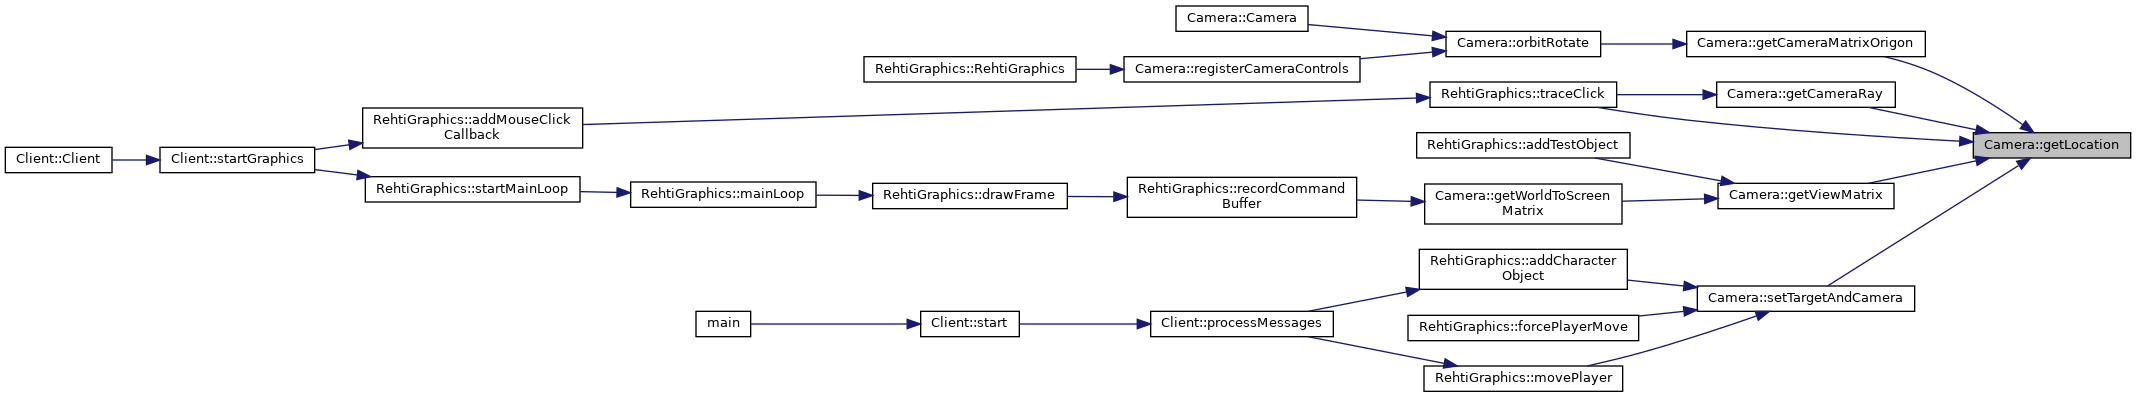 Camera::Camera
Camera::orbitRotate
Camera::getCameraMatrixOrigon
RehtiGraphics::RehtiGraphics
Camera::registerCameraControls
RehtiGraphics::traceClick
Camera::getCameraRay
RehtiGraphics::addMouseClick
Callback
RehtiGraphics::addTestObject
Camera::getLocation
Client::Client
Client::startGraphics
RehtiGraphics::startMainLoop
RehtiGraphics::mainLoop
RehtiGraphics::drawFrame
RehtiGraphics::recordCommand
Buffer
Camera::getWorldToScreen
Matrix
Camera::getViewMatrix
RehtiGraphics::addCharacter
Object
Camera::setTargetAndCamera
main
Client::start
Client::processMessages
RehtiGraphics::forcePlayerMove
RehtiGraphics::movePlayer